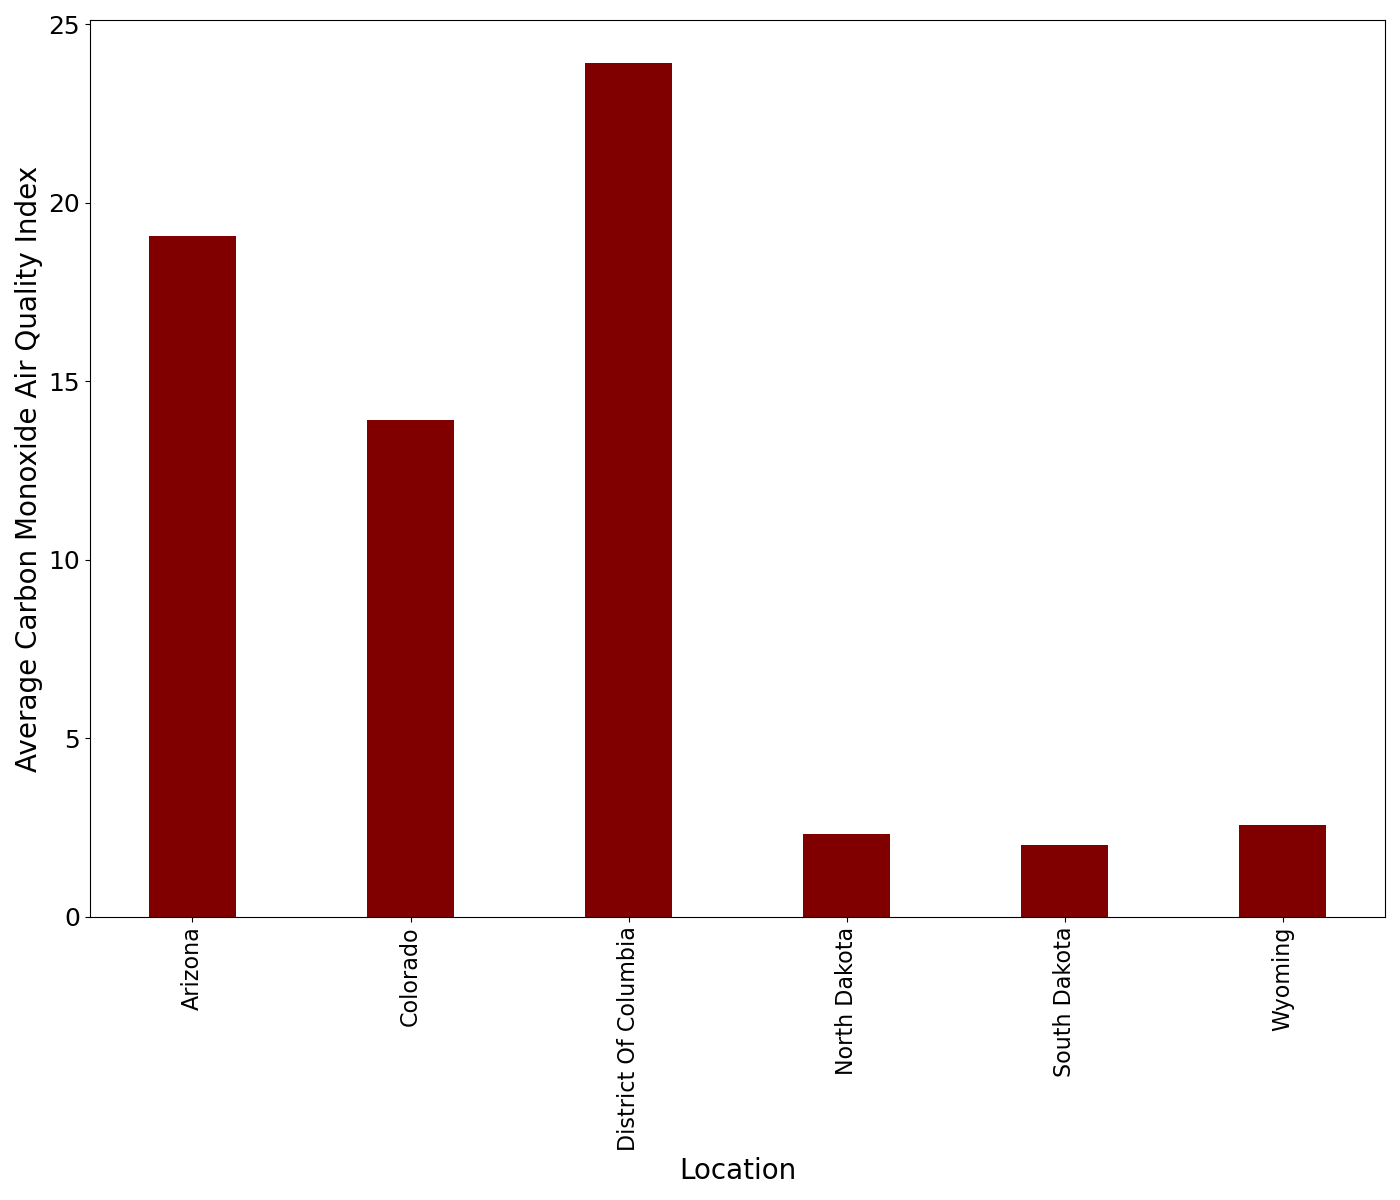 25
20
15
10
5
0
Average Carbon Monoxide Air Quality Index
Arizona
Colorado
District Of Columbia
North Dakota
South Dakota
Wyoming
Location